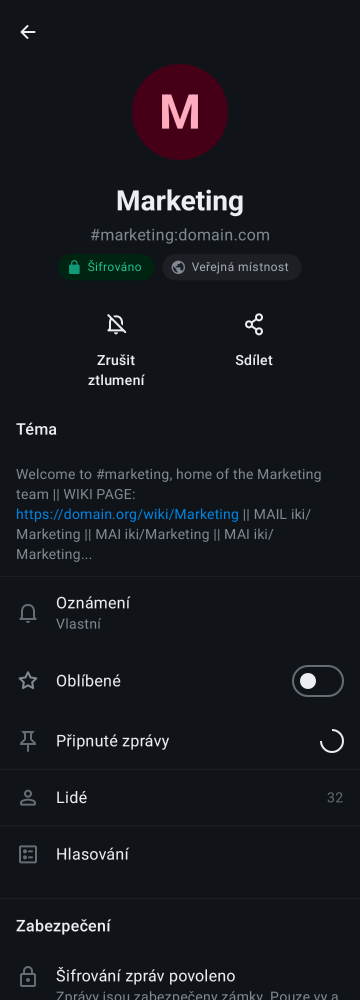 M
Marketing
#marketing:domain.com
Šifrováno
Veřejná místnost
Zrušit
ztlumení
Sdílet
Téma
Welcome to #marketing, home of the Marketing
team || WIKI PAGE:
https://domain.org/wiki/Marketing || MAIL iki/
Marketing || MAI iki/Marketing || MAI iki/
Marketing...
Oznámení
Vlastní
Oblíbené
Připnuté zprávy
Lidé 32
Hlasování
Zabezpečení
Šifrování zpráv povoleno
Zprávy jsou zabezpečeny zámky. Pouze vy a